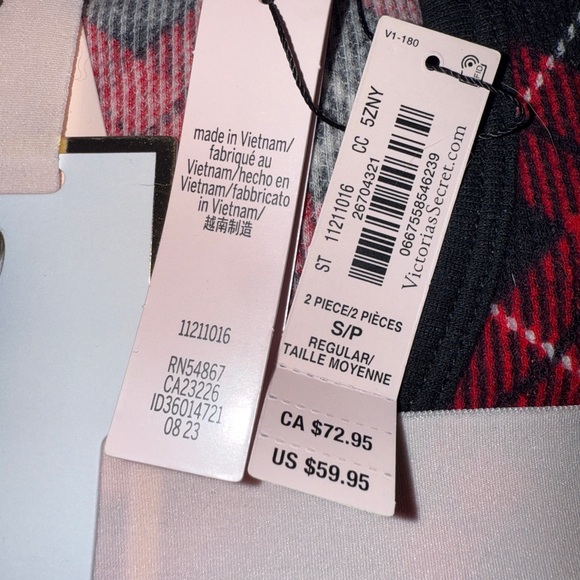 made in Vietnam/
fabriqué au
Vietnam/hecho en
Vietnam/fabbricato
in Vietnam/
越南制造
11211016
RN54867
CA23226
ID36014721
08 23
V1-180
ST 11211016 CC 5ZNY
26704321
0667558546239
VictoriasSecret.com
2 PIECE/2 PIÈCES
S/P
REGULAR/
TAILLE MOYENNE
CA $72.95
US $59.95